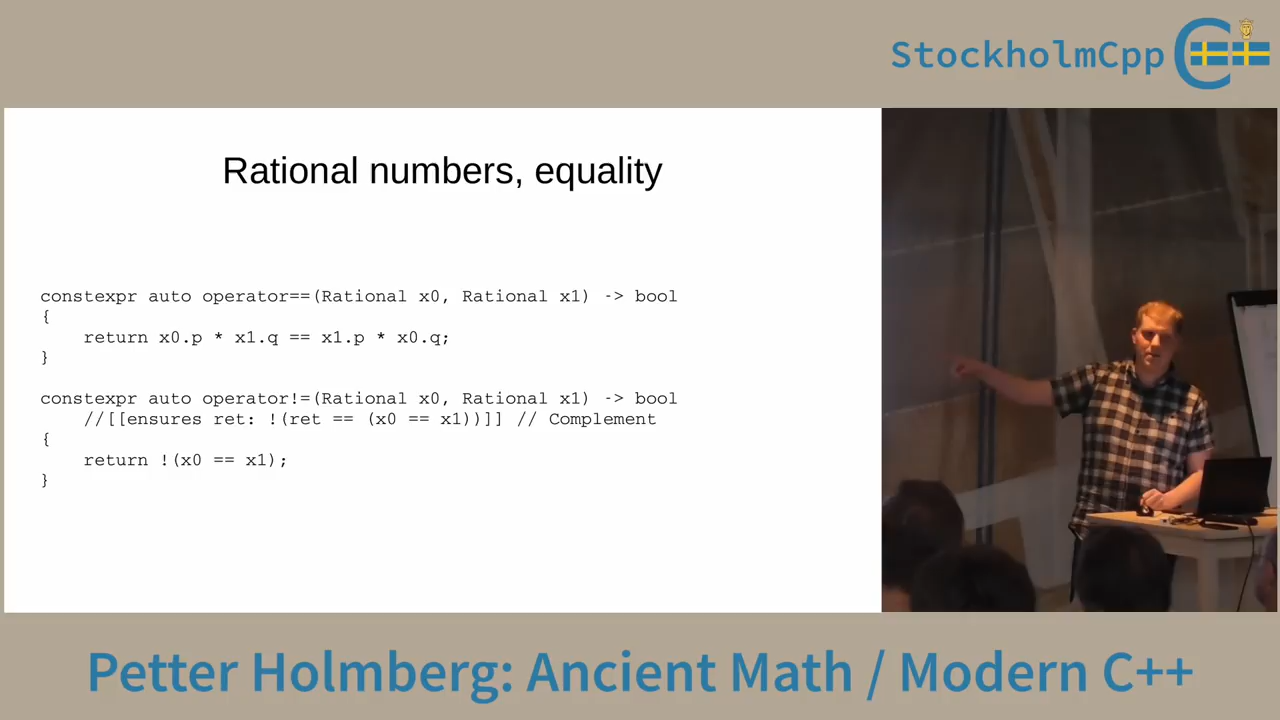 StockholmCpp
Rational numbers, equality
constexpr auto operator==(Rational x0, Rational x1) -> bool
{
    return x0.p * x1.q == x1.p * x0.q;
}
constexpr auto operator!=(Rational x0, Rational x1) -> bool
    //[[ensures ret: !(ret == (x0 == x1))]] // Complement
{
    return !(x0 == x1);
}
Petter Holmberg: Ancient Math / Modern C++